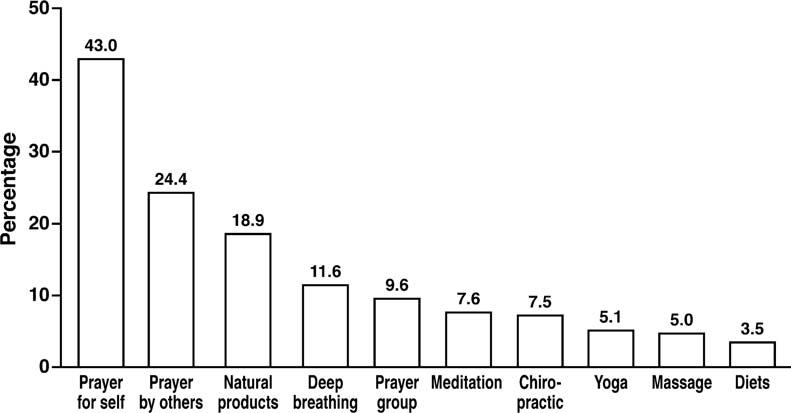 50
43.0
40
30
24.4
20
18.9
11.6
10
9.6
7.6
7.5
5.1
5.0
3.5
0
Percentage
Prayer
for self
Prayer
by others
Natural
products
Deep
breathing
Prayer
group
Meditation
Chiro-
practic
Yoga
Massage
Diets